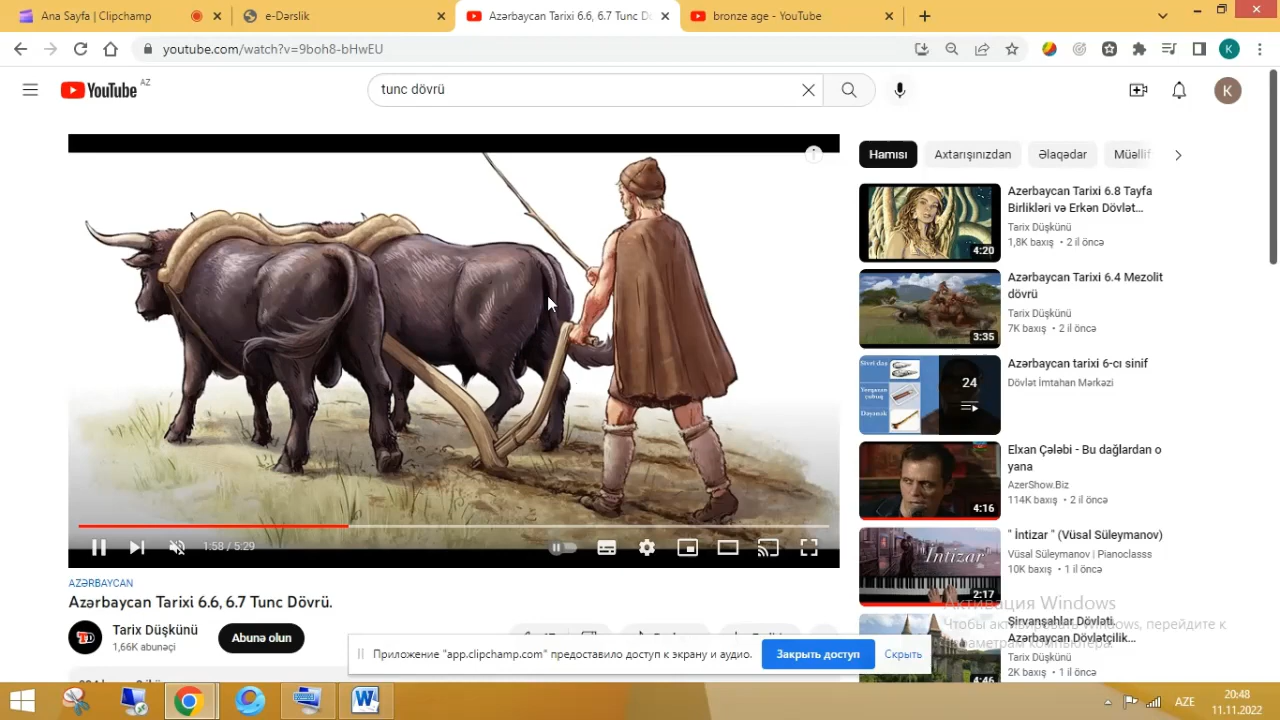 Ana Sayfa | Clipchamp
e-Dərslik
Azərbaycan Tarixi 6.6, 6.7 Tunc D
bronze age - YouTube
youtube.com/watch?v=9boh8-bHwEU
K
YouTube AZ
tunc dövrü
K
Hamısı
Axtarışınızdan
Əlaqədar
Müəllif
Azerbaycan Tarixi 6.8 Tayfa
Birlikləri və Erkən Dövlət...
Tarix Düşkünü
1,8K baxış • 2 il öncə
4:20
Azərbaycan Tarixi 6.4 Mezolit
dövrü
Tarix Düşkünü
7K baxış • 2 il öncə
3:35
Azərbaycan tarixi 6-cı sinif
Dövlət İmtahan Mərkəzi
24
Elxan Çələbi - Bu dağlardan o
yana
AzerShow.Biz
114K baxış • 2 il öncə
4:16
" İntizar " (Vüsal Süleymanov)
Vüsal Süleymanov | Pianoclasss
10K baxış • 1 il öncə
"İntizar"
2:17
Şirvanşahlar Dövləti.
Azərbaycan Dövlətçilik...
Tarix Düşkünü
2K baxış • 1 il öncə
4:46
1:58 / 5:29
AZƏRBAYCAN
Azərbaycan Tarixi 6.6, 6.7 Tunc Dövrü.
TD
Tarix Düşkünü
1,66K abunəçi
Abunə olun
Активация Windows
Чтобы активировать Windows, перейдите к
параметрам компьютера.
Приложение "app.clipchamp.com" предоставило доступ к экрану и аудио.
Закрыть доступ
Скрыть
AZE
20:48
11.11.2022